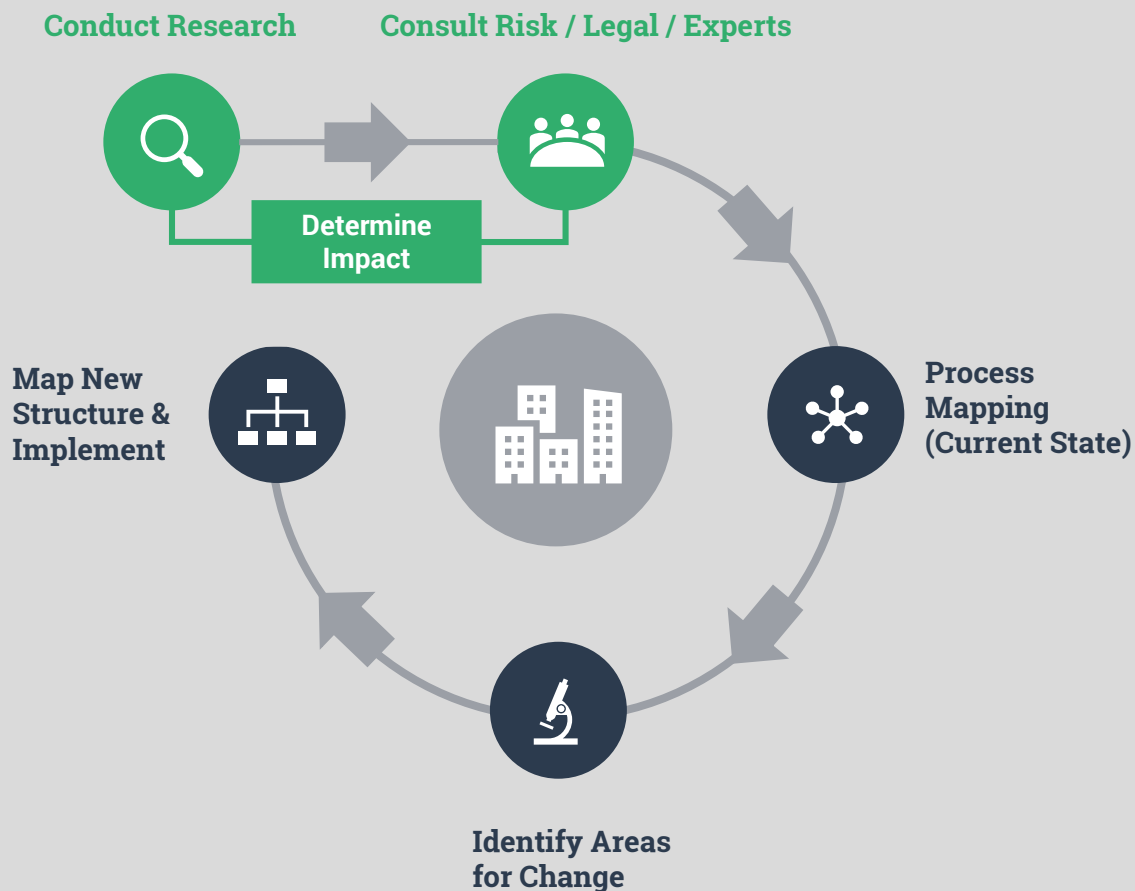 Conduct Research
Consult Risk / Legal / Experts
Determine
Impact
Process
Mapping
(Current State)
Identify Areas
for Change
Map New
Structure &
Implement